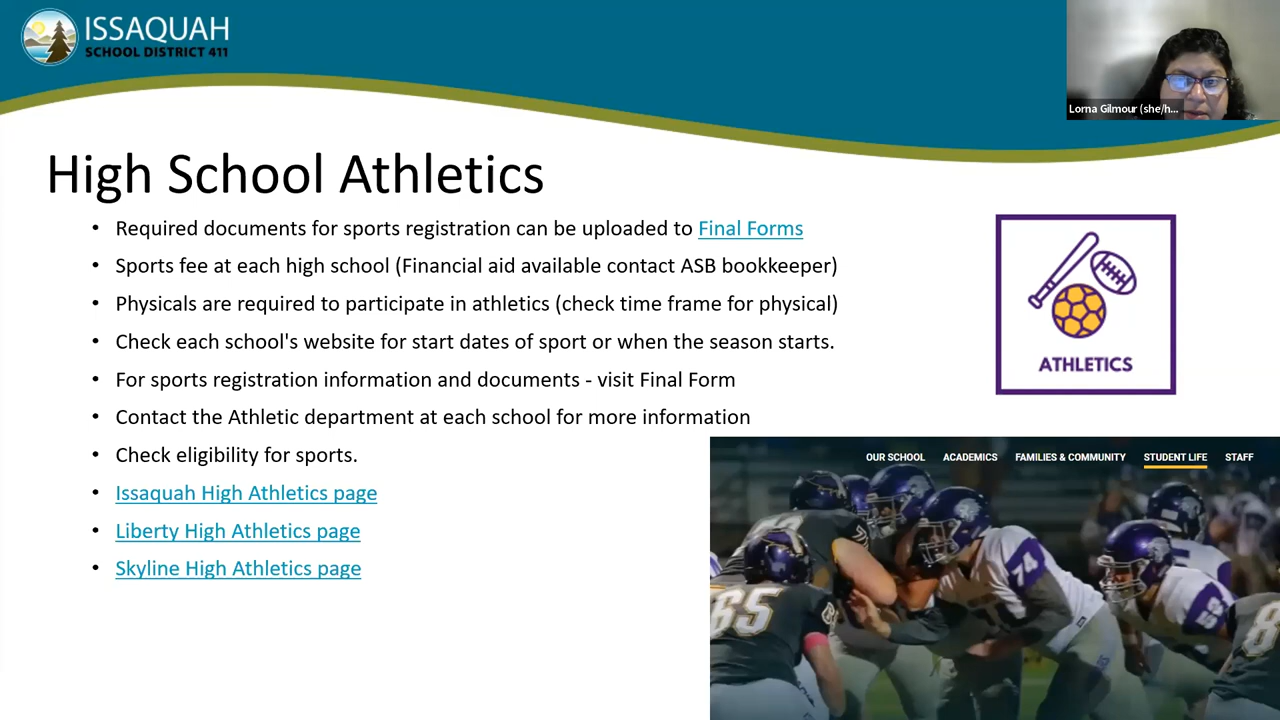 ISSAQUAH
SCHOOL DISTRICT 411
Lorna Gilmour (she/h...
High School Athletics
• Required documents for sports registration can be uploaded to Final Forms
• Sports fee at each high school (Financial aid available contact ASB bookkeeper)
• Physicals are required to participate in athletics (check time frame for physical)
• Check each school's website for start dates of sport or when the season starts.
• For sports registration information and documents - visit Final Form
• Contact the Athletic department at each school for more information
• Check eligibility for sports.
• Issaquah High Athletics page
• Liberty High Athletics page
• Skyline High Athletics page
ATHLETICS
OUR SCHOOL ACADEMICS FAMILIES & COMMUNITY STUDENT LIFE STAFF
65
74
52
8